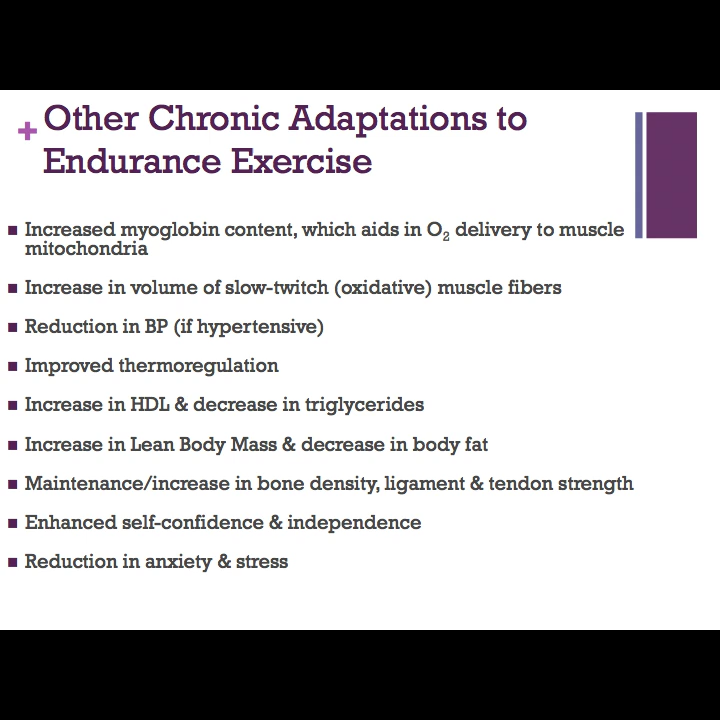 + Other Chronic Adaptations to
Endurance Exercise
■ Increased myoglobin content, which aids in O₂ delivery to muscle
mitochondria
■ Increase in volume of slow-twitch (oxidative) muscle fibers
■ Reduction in BP (if hypertensive)
■ Improved thermoregulation
■ Increase in HDL & decrease in triglycerides
■ Increase in Lean Body Mass & decrease in body fat
■ Maintenance/increase in bone density, ligament & tendon strength
■ Enhanced self-confidence & independence
■ Reduction in anxiety & stress